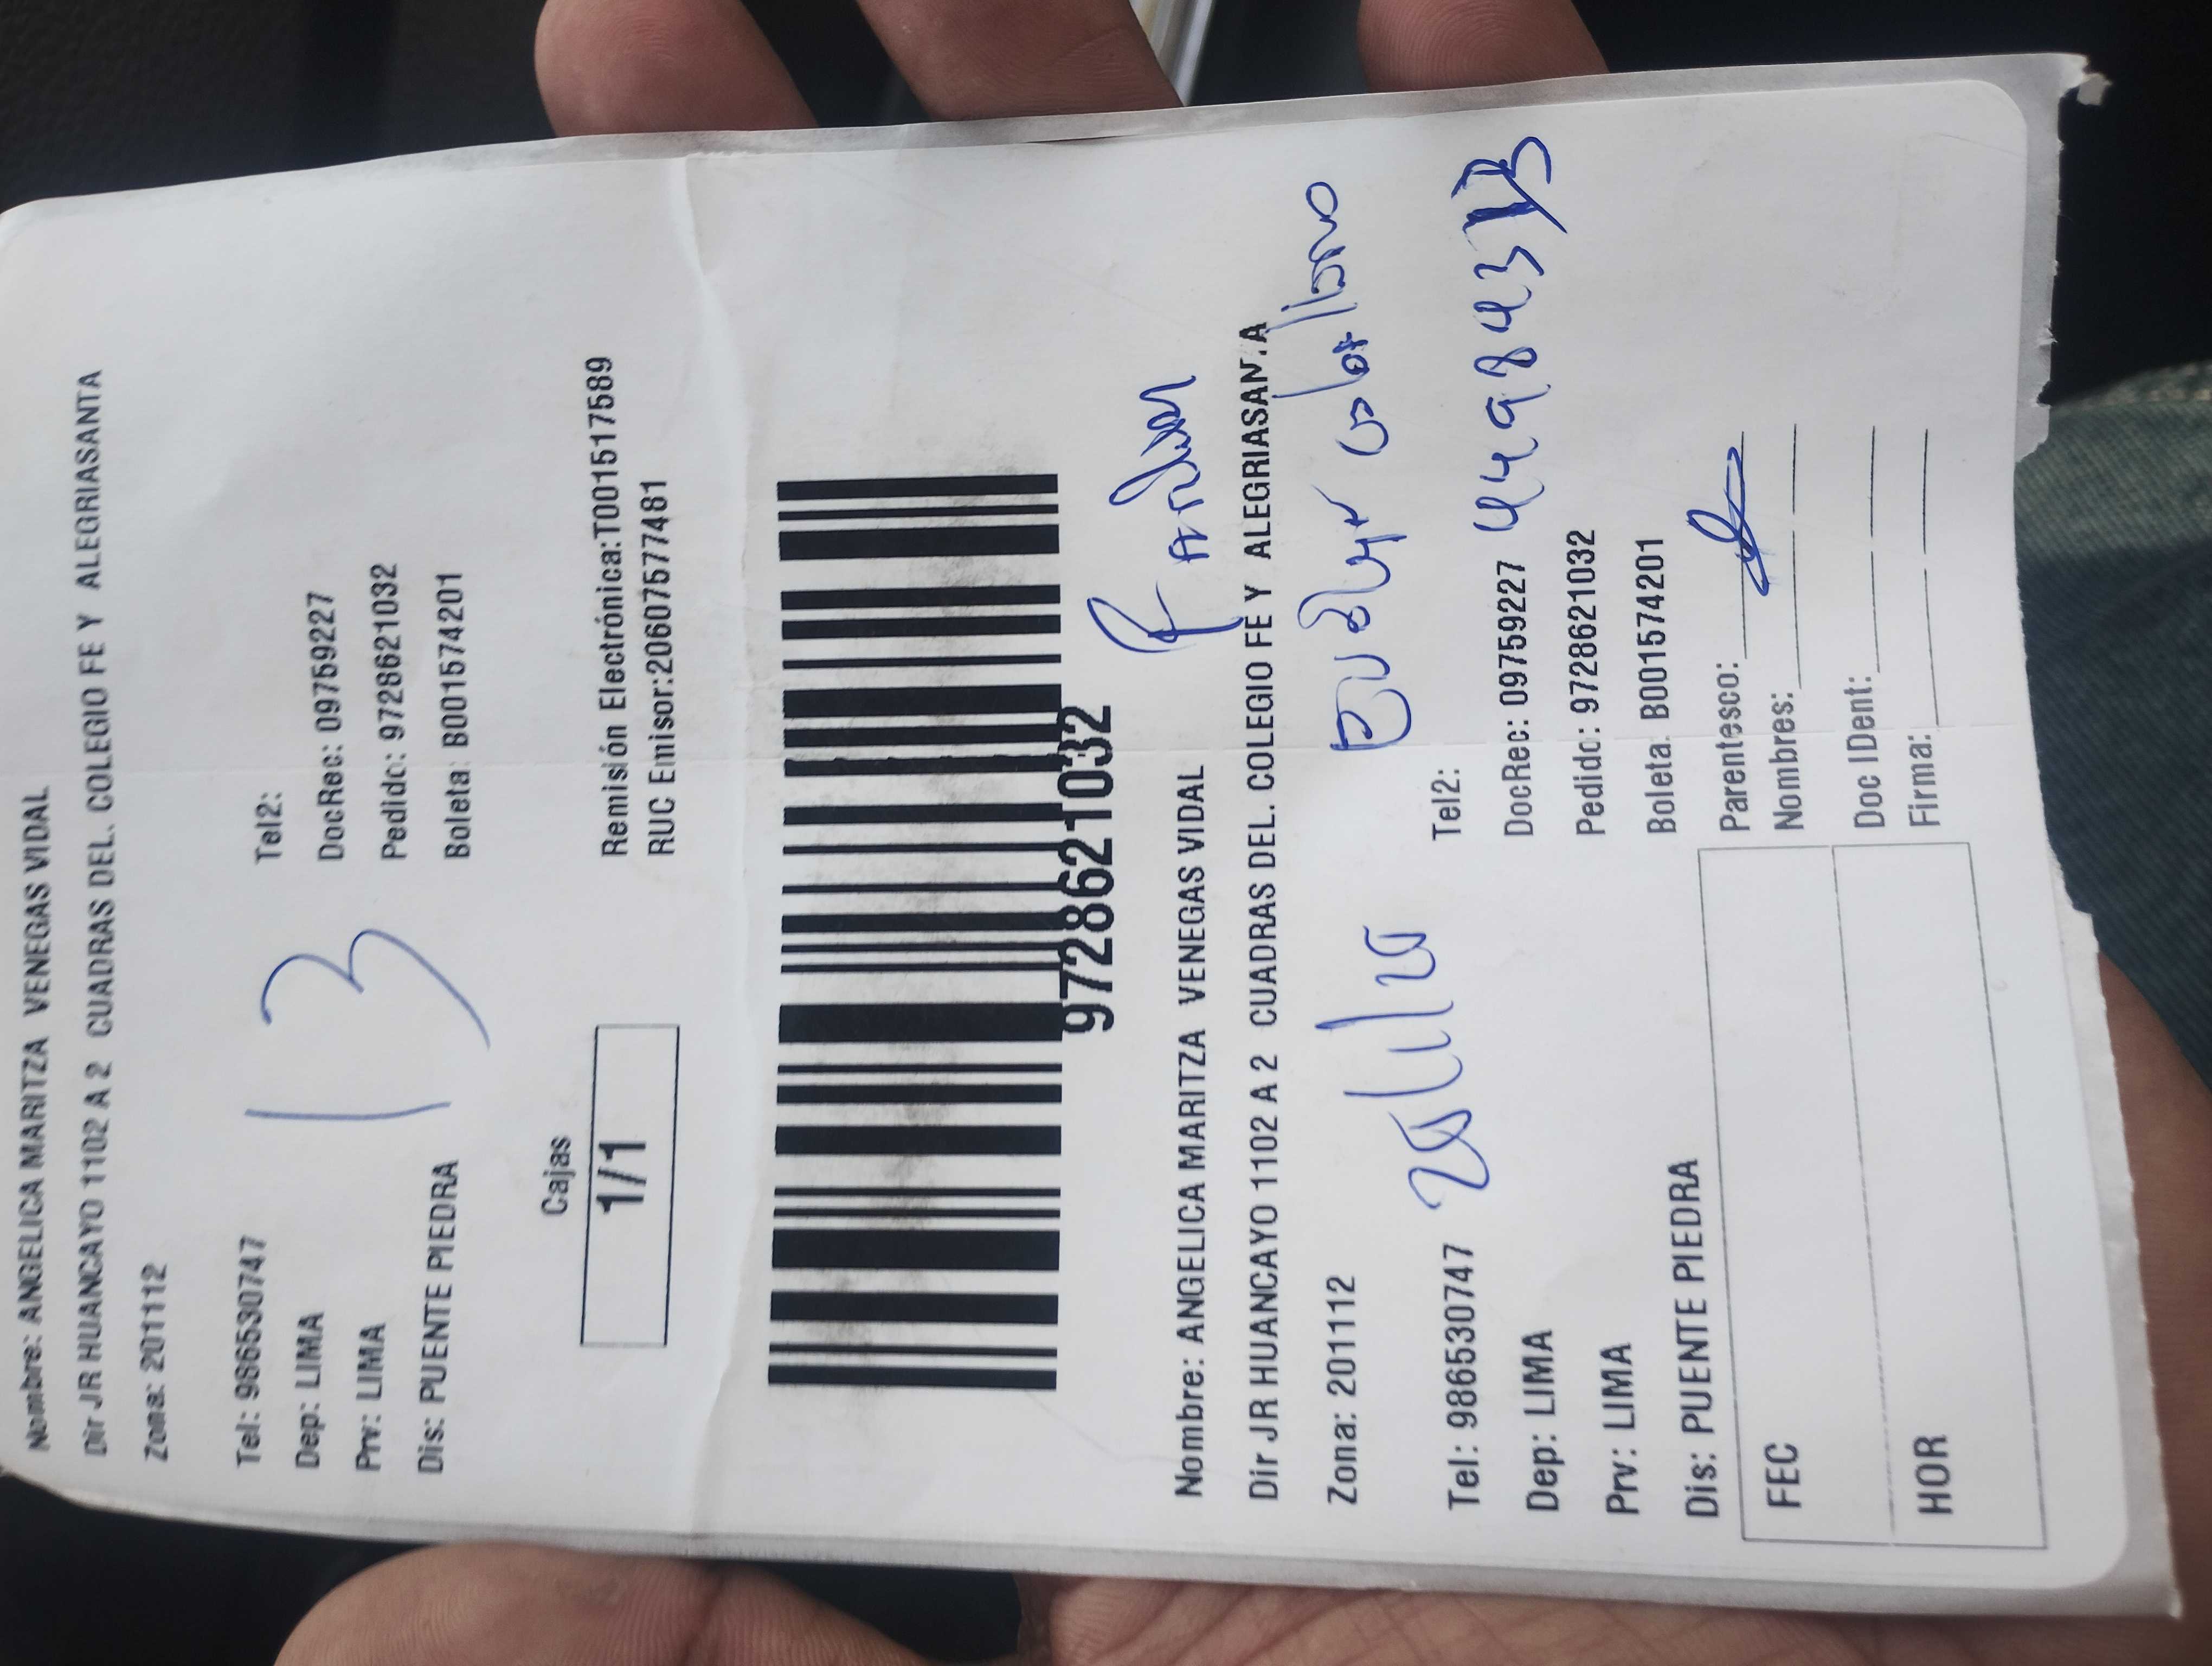 Nombre: ANGELICA MARITZA VENEGAS VIDAL
Dir JR HUANCAYO 1102 A 2 CUADRAS DEL. COLEGIO FE Y ALEGRIASANTA
Zona: 201112
Tel: 986530747 Tel2:
Dep: LIMA DocRec: 09759227
Prv: LIMA Pedido: 9728621032
Dis: PUENTE PIEDRA Boleta: B001574201
13
Cajas
1/1
Remisión Electrónica:T001517589
RUC Emisor:20607577481
9728621032
Nombre: ANGELICA MARITZA VENEGAS VIDAL
Dir JR HUANCAYO 1102 A 2 CUADRAS DEL. COLEGIO FE Y ALEGRIASANTA
Zona: 201112
Tel: 986530747 Tel2:
Dep: LIMA DocRec: 09759227
Prv: LIMA Pedido: 9728621032
Dis: PUENTE PIEDRA Boleta: B001574201
Parentesco:
FEC Nombres:
Doc IDent:
HOR Firma: